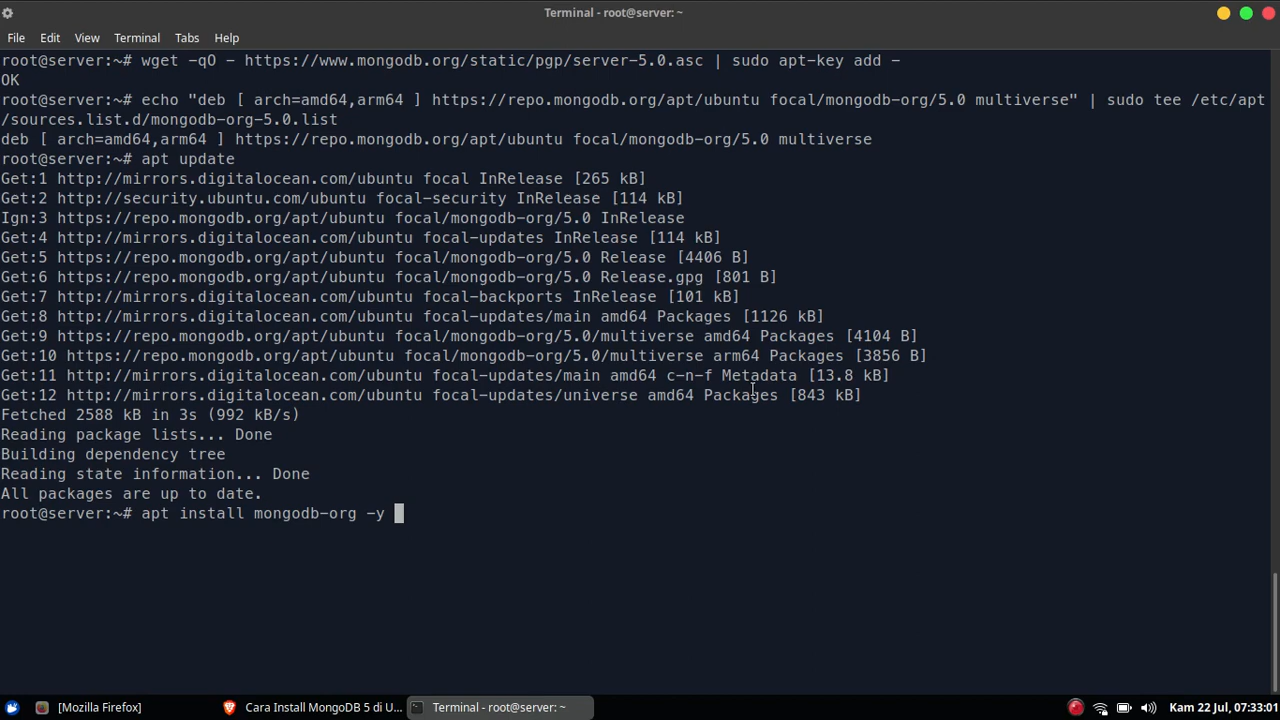 Terminal - root@server: ~
File Edit View Terminal Tabs Help
root@server:~# wget -qO - https://www.mongodb.org/static/pgp/server-5.0.asc | sudo apt-key add -
OK
root@server:~# echo "deb [ arch=amd64,arm64 ] https://repo.mongodb.org/apt/ubuntu focal/mongodb-org/5.0 multiverse" | sudo tee /etc/apt
/sources.list.d/mongodb-org-5.0.list
deb [ arch=amd64,arm64 ] https://repo.mongodb.org/apt/ubuntu focal/mongodb-org/5.0 multiverse
root@server:~# apt update
Get:1 http://mirrors.digitalocean.com/ubuntu focal InRelease [265 kB]
Get:2 http://security.ubuntu.com/ubuntu focal-security InRelease [114 kB]
Ign:3 https://repo.mongodb.org/apt/ubuntu focal/mongodb-org/5.0 InRelease
Get:4 http://mirrors.digitalocean.com/ubuntu focal-updates InRelease [114 kB]
Get:5 https://repo.mongodb.org/apt/ubuntu focal/mongodb-org/5.0 Release [4406 B]
Get:6 https://repo.mongodb.org/apt/ubuntu focal/mongodb-org/5.0 Release.gpg [801 B]
Get:7 http://mirrors.digitalocean.com/ubuntu focal-backports InRelease [101 kB]
Get:8 http://mirrors.digitalocean.com/ubuntu focal-updates/main amd64 Packages [1126 kB]
Get:9 https://repo.mongodb.org/apt/ubuntu focal/mongodb-org/5.0/multiverse amd64 Packages [4104 B]
Get:10 https://repo.mongodb.org/apt/ubuntu focal/mongodb-org/5.0/multiverse arm64 Packages [3856 B]
Get:11 http://mirrors.digitalocean.com/ubuntu focal-updates/main amd64 c-n-f Metadata [13.8 kB]
Get:12 http://mirrors.digitalocean.com/ubuntu focal-updates/universe amd64 Packages [843 kB]
Fetched 2588 kB in 3s (992 kB/s)
Reading package lists... Done
Building dependency tree
Reading state information... Done
All packages are up to date.
root@server:~# apt install mongodb-org -y
[Mozilla Firefox] Cara Install MongoDB 5 di U... Terminal - root@server: ~ Kam 22 Jul, 07:33:01